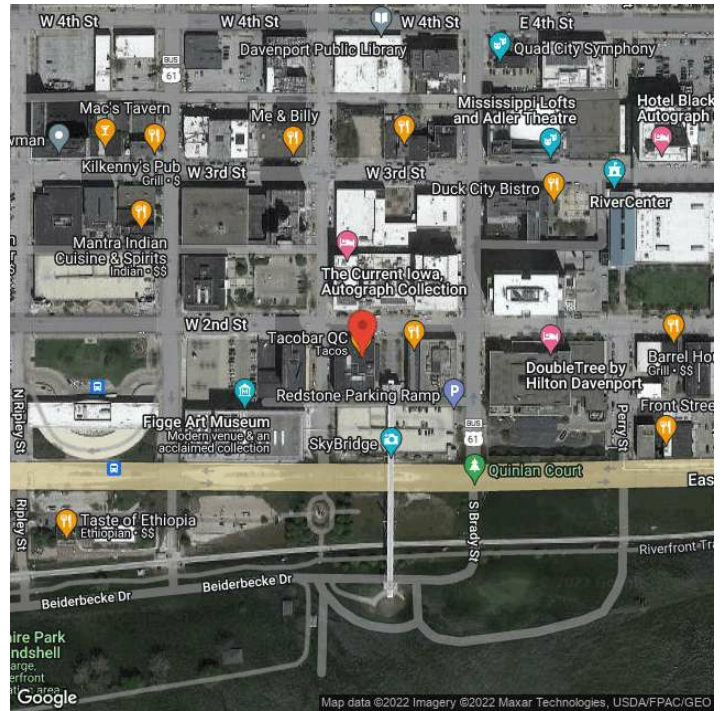 W 4th St
W 4th St
W 4th St
E 4th St
Davenport Public Library
Quad City Symphony
BUS
61
Mac's Tavern
Me & Billy
Mississippi Lofts
and Adler Theatre
Hotel Black
Autograph
wman
Kilkenny's Pub
Grill • $
W 3rd St
W 3rd St
Duck City Bistro
RiverCenter
Mantra Indian
Cuisine & Spirits
Indian • $$
The Current Iowa,
Autograph Collection
W 2nd St
Tacobar QC
Tacos
DoubleTree by
Hilton Davenport
Barrel Hou
Grill • $$
N Ripley St
Redstone Parking Ramp
P
Perry St
Front Street
Figge Art Museum
Modern venue & an
acclaimed collection
SkyBridge
BUS
61
Quinlan Court
Eas
Ripley St
Taste of Ethiopia
Ethiopian • $$
S Brady St
Riverfront Tra
Beiderbecke Dr
Beiderbecke Dr
aire Park
ndshell
arge,
erfront
Google
Map data ©2022 Imagery ©2022 Maxar Technologies, USDA/FPAC/GEO